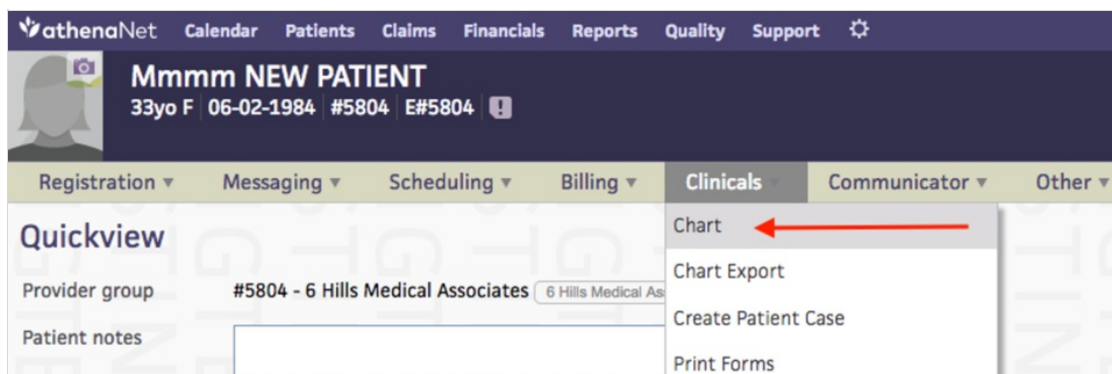 athenaNet Calendar Patients Claims Financials Reports Quality Support
Mmmm NEW PATIENT
33yo F 06-02-1984 #5804 E#5804
Registration Messaging Scheduling Billing Clinicals Communicator Other
Quickview
Chart
Chart Export
Create Patient Case
Print Forms
Provider group #5804 - 6 Hills Medical Associates 6 Hills Medical As
Patient notes